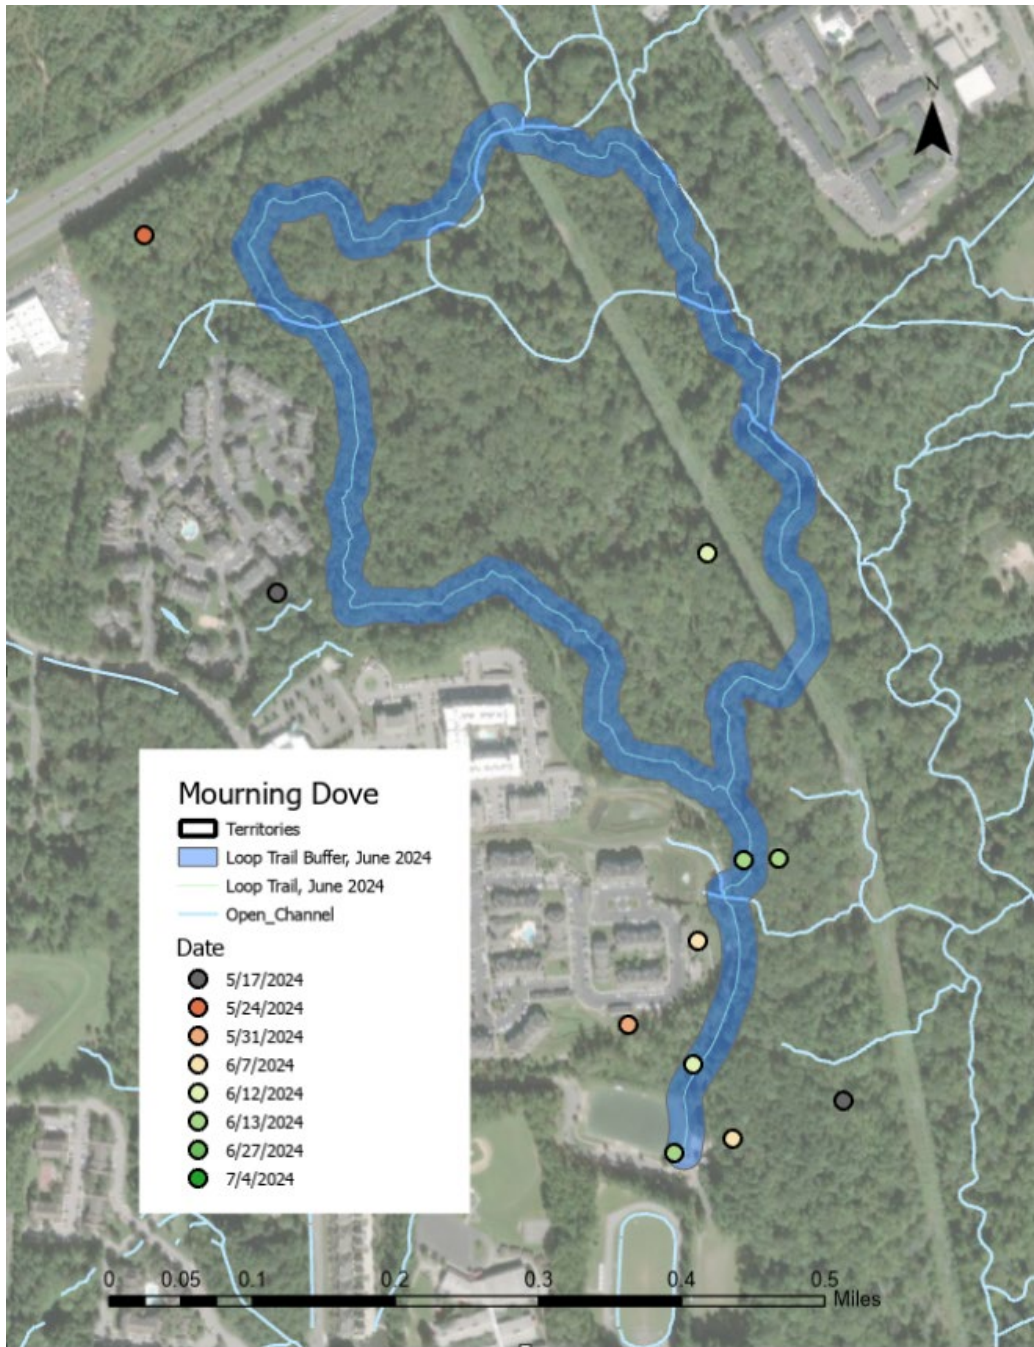 N
Mourning Dove
Territories
Loop Trail Buffer, June 2024
Loop Trail, June 2024
Open_Channel
Date
5/17/2024
5/24/2024
5/31/2024
6/7/2024
6/12/2024
6/13/2024
6/27/2024
7/4/2024
0 0.05 0.1 0.2 0.3 0.4 0.5
Miles